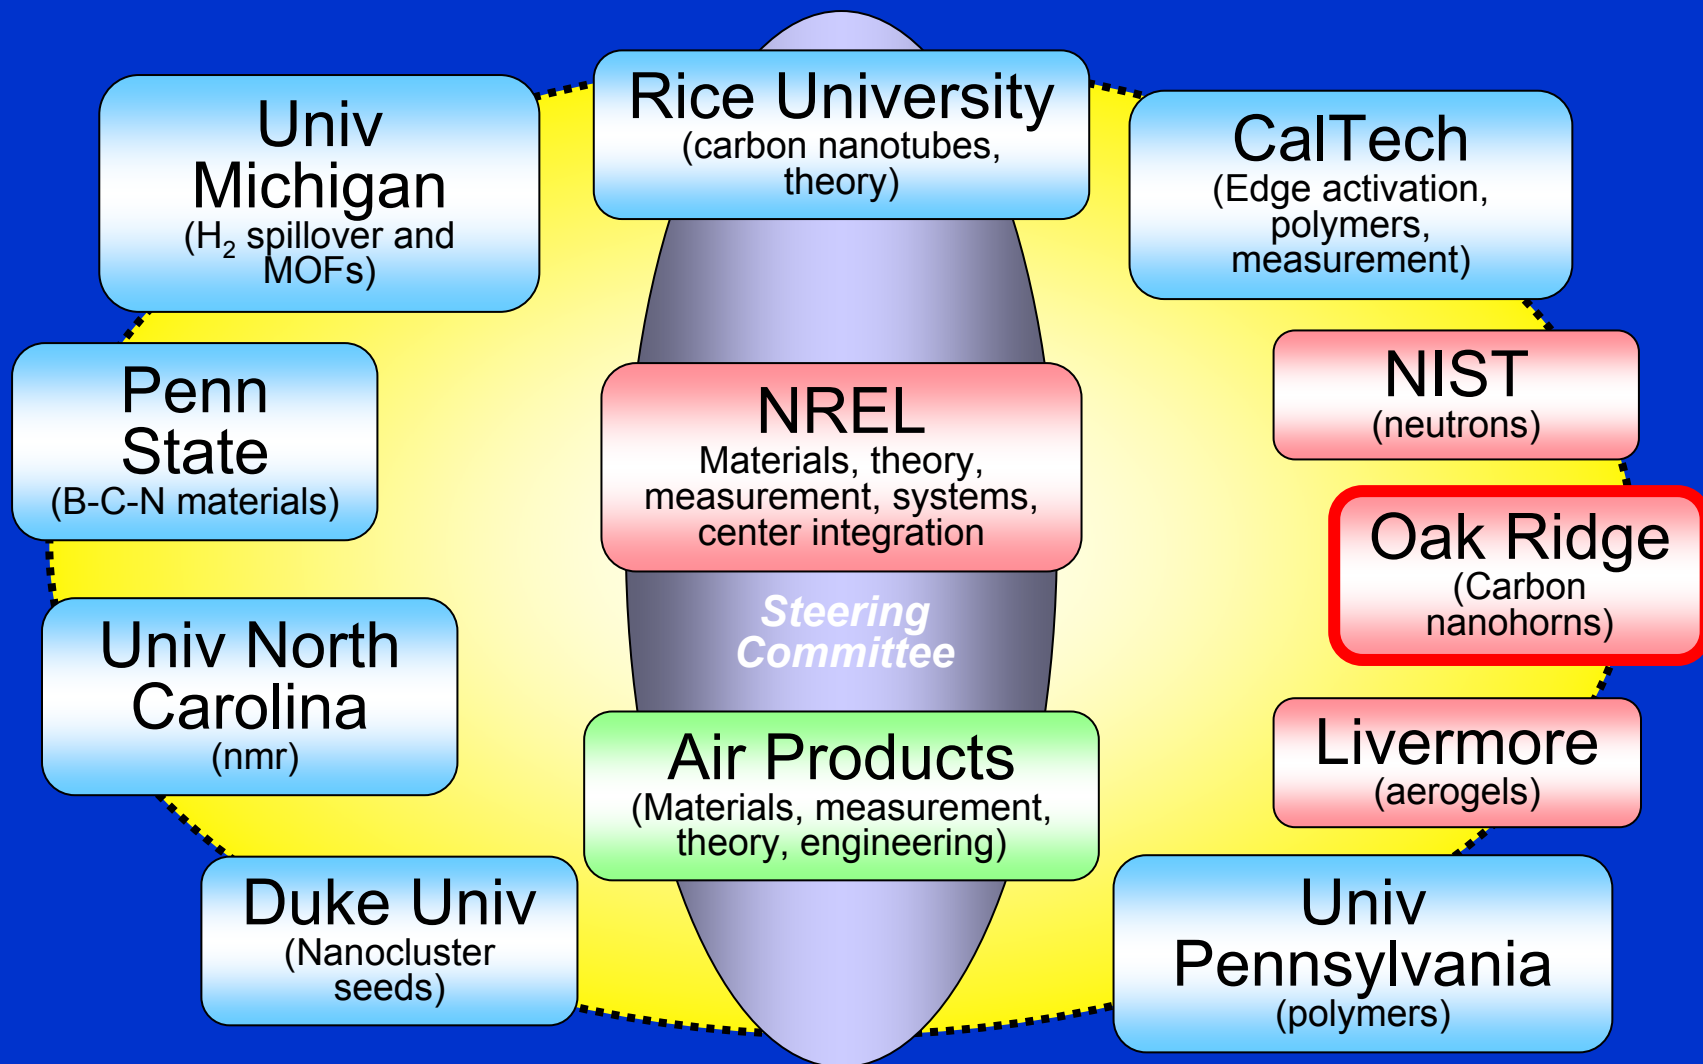 Rice University
(carbon nanotubes,
theory)
Univ
Michigan
(H₂ spillover and
MOFs)
CalTech
(Edge activation,
polymers,
measurement)
Penn
State
(B-C-N materials)
NREL
Materials, theory,
measurement, systems,
center integration
NIST
(neutrons)
Oak Ridge
(Carbon
nanohorns)
Steering
Committee
Univ North
Carolina
(nmr)
Air Products
(Materials, measurement,
theory, engineering)
Livermore
(aerogels)
Duke Univ
(Nanocluster
seeds)
Univ
Pennsylvania
(polymers)